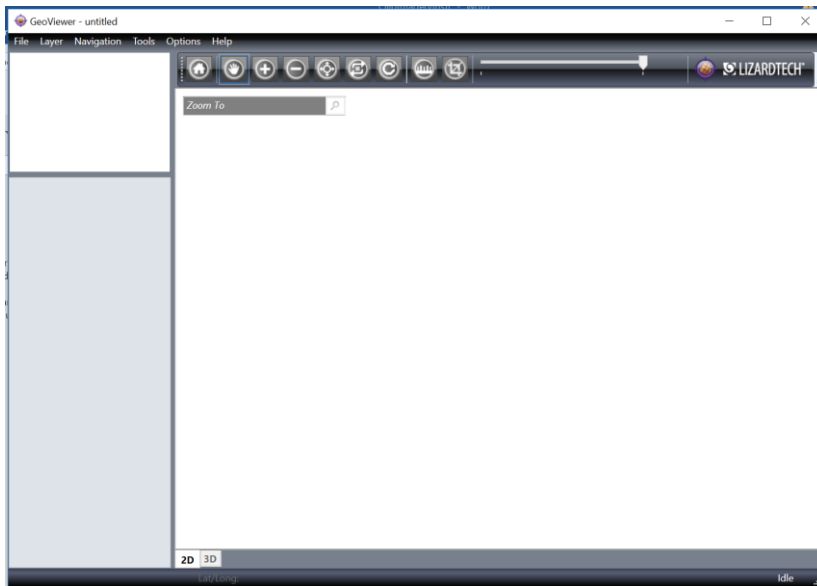 GeoViewer - untitled
File Layer Navigation Tools Options Help
LIZARDTECH
Zoom To
2D 3D
Lat/Long:
Idle